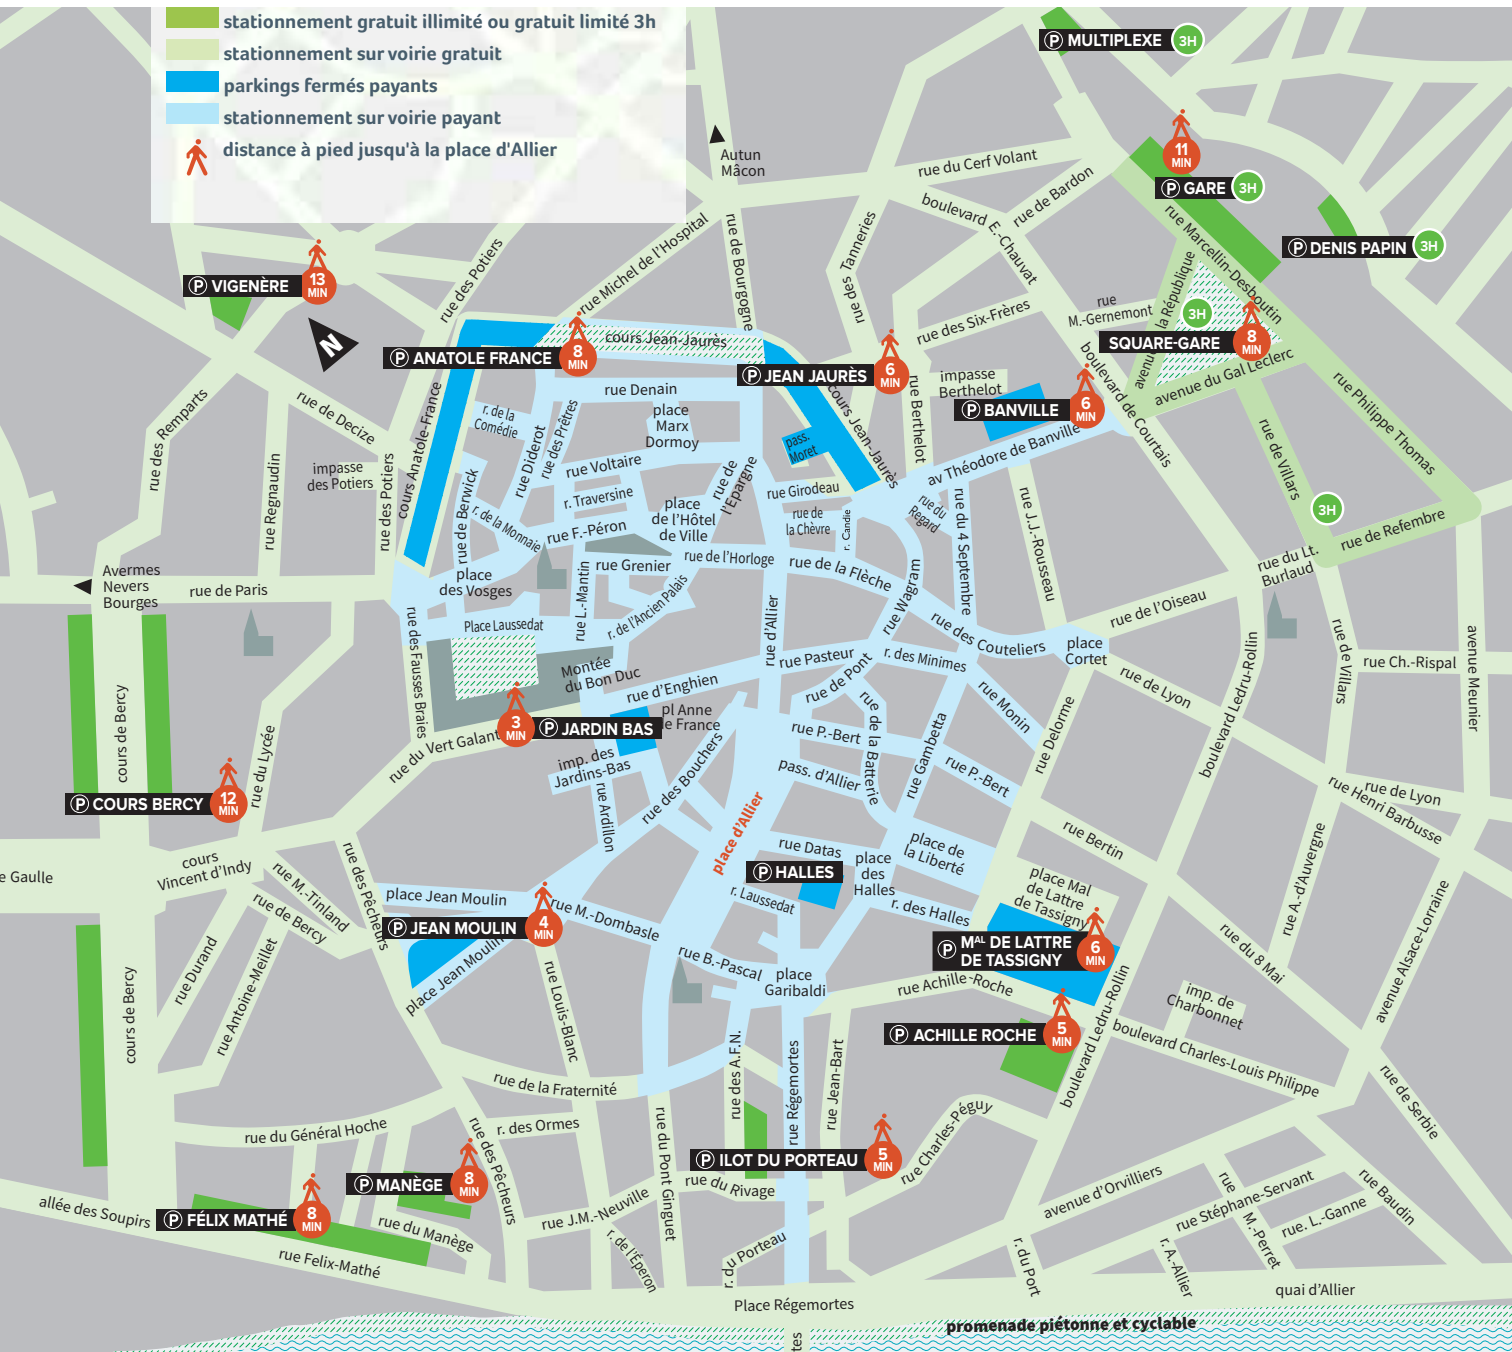 stationnement gratuit illimité ou gratuit limité 3h
stationnement sur voirie gratuit
parkings fermés payants
stationnement sur voirie payant
distance à pied jusqu'à la place d'Allier
P MULTIPLEXE 3H
11
MIN
P GARE 3H
P DENIS PAPIN 3H
Autun
Mâcon
rue du Cerf Volant
rue de Bardon
boulevard E.-Chauvat
rue Marcellin-Desboutin
rue des Tanneries
rue de Bourgogne
rue Michel de l'Hospital
rue des Potiers
P VIGENÈRE
13
MIN
N
rue
M.-Gernemont
avenue
la République
3H
SQUARE-GARE
8
MIN
avenue du Gal Leclerc
rue des Six-Frères
P ANATOLE FRANCE
8
MIN
cours Jean-Jaurès
P JEAN JAURÈS
6
MIN
impasse
Berthelot
P BANVILLE
6
MIN
boulevard de Courtais
rue Philippe Thomas
rue Denain
place
Marx
Dormoy
r. de la
Comédie
rue Diderot
rue des Prêtres
cours Anatole-France
rue de Decize
rue des Remparts
cours Jean-Jaurès
rue Berthelot
pass.
Moret
av Théodore de Banville
rue de Villars
3H
rue de Refembre
rue du Lt.
Burlaud
impasse
des Potiers
rue Regnaudin
rue des Potiers
rue de Berwick
rue Voltaire
r. Traversine
rue F.-Péron
r. de la Monnaie
place
de l'Hôtel
de Ville
rue de
l'Epargne
rue Girodeau
rue de
la Chèvre
r. Candie
rue du
Regard
rue du 4 Septembre
rue J.J.-Rousseau
Avermes
Nevers
Bourges
rue de Paris
place
des Vosges
rue Grenier
rue de l'Horloge
rue de la Flèche
rue Wagram
rue L.-Mantin
r. de l'Ancien Palais
Place Laussedat
rue des Fausses Braies
rue d'Allier
rue des Couteliers
rue de l'Oiseau
place
Cortet
rue Pasteur
r. des Minimes
rue de Pont
rue Monin
rue de Lyon
boulevard Ledru-Rollin
rue de Villars
rue Ch.-Rispal
avenue Meunier
Montée
du Bon Duc
rue d'Enghien
pl Anne
e France
3
MIN
P JARDIN BAS
rue du Vert Galant
imp. des
Jardins-Bas
rue Ardillon
rue des Bouchers
place d'Allier
rue P.-Bert
pass. d'Allier
rue de la Batterie
rue Gambetta
rue P.-Bert
rue Delorme
cours de Bercy
rue du Lycée
P COURS BERCY
12
MIN
rue de Lyon
rue Henri Barbusse
rue Bertin
e Gaulle
cours
Vincent d'Indy
rue M.-Tinland
rue de Bercy
rue des Pêcheurs
place Jean Moulin
P JEAN MOULIN
4
MIN
place Jean Moulin
rue M.-Dombasle
rue Datas
P HALLES
r. Laussedat
place
des
Halles
place de
la Liberté
r. des Halles
place Mal
de Lattre
de Tassigny
P MAL DE LATTRE
DE TASSIGNY
6
MIN
rue A.-d'Auvergne
avenue Alsace-Lorraine
rue du 8 Mai
rue B.-Pascal
place
Garibaldi
rue Achille-Roche
imp. de
Charbonnet
P ACHILLE ROCHE
5
MIN
boulevard Ledru-Rollin
boulevard Charles-Louis Philippe
rue de Serbie
cours de Bercy
rue Durand
rue Antoine-Meillet
rue Louis-Blanc
rue de la Fraternité
rue des A.F.N.
rue Régemortes
rue Jean-Bart
rue Charles-Péguy
rue du Général Hoche
r. des Ormes
rue des Pêcheurs
rue du Pont Ginguet
P ILOT DU PORTEAU
5
MIN
rue du Rivage
P MANÈGE
8
MIN
allée des Soupirs
P FÉLIX MATHÉ
8
MIN
rue du Manège
rue Felix-Mathé
rue J.M.-Neuville
r. de l'Éperon
r. du Porteau
avenue d'Orvilliers
rue Stéphane-Servant
rue
M.-Perret
rue. L.-Ganne
rue Baudin
r. du Port
r. A.-Allier
quai d'Allier
Place Régemortes
promenade piétonne et cyclable
tes